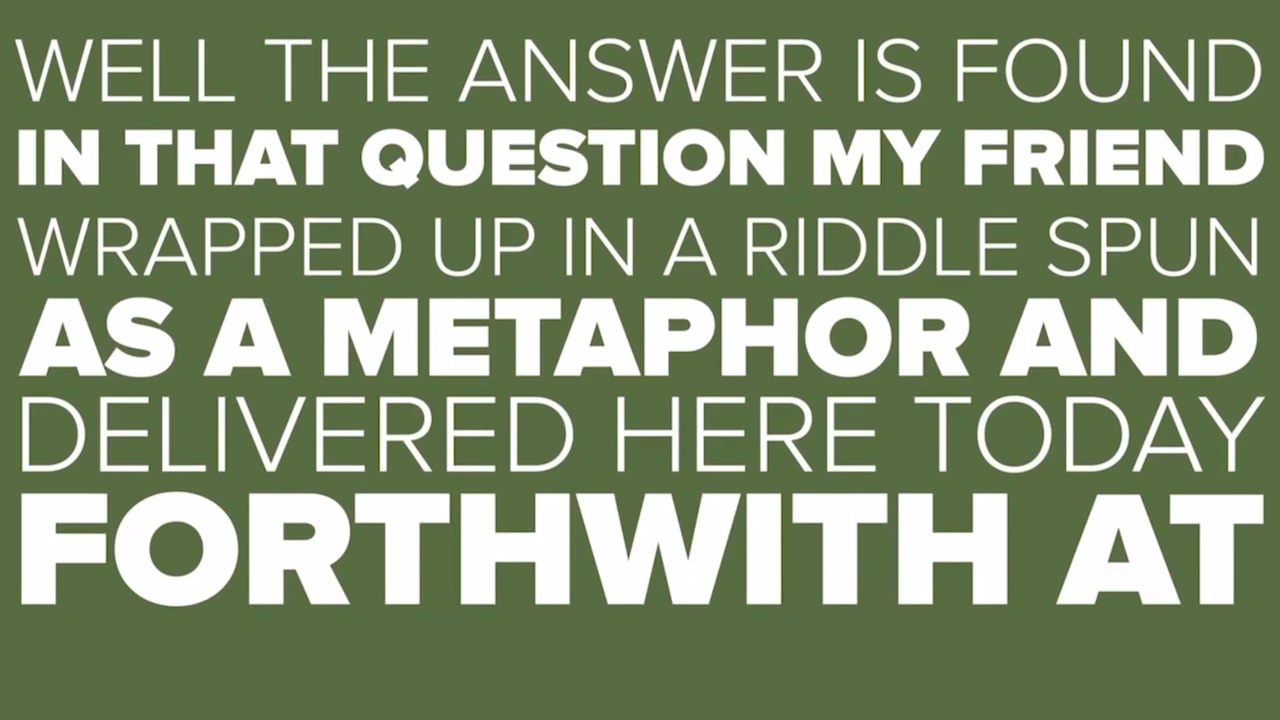 WELL THE ANSWER IS FOUND
IN THAT QUESTION MY FRIEND
WRAPPED UP IN A RIDDLE SPUN
AS A METAPHOR AND
DELIVERED HERE TODAY
FORTHWITH AT